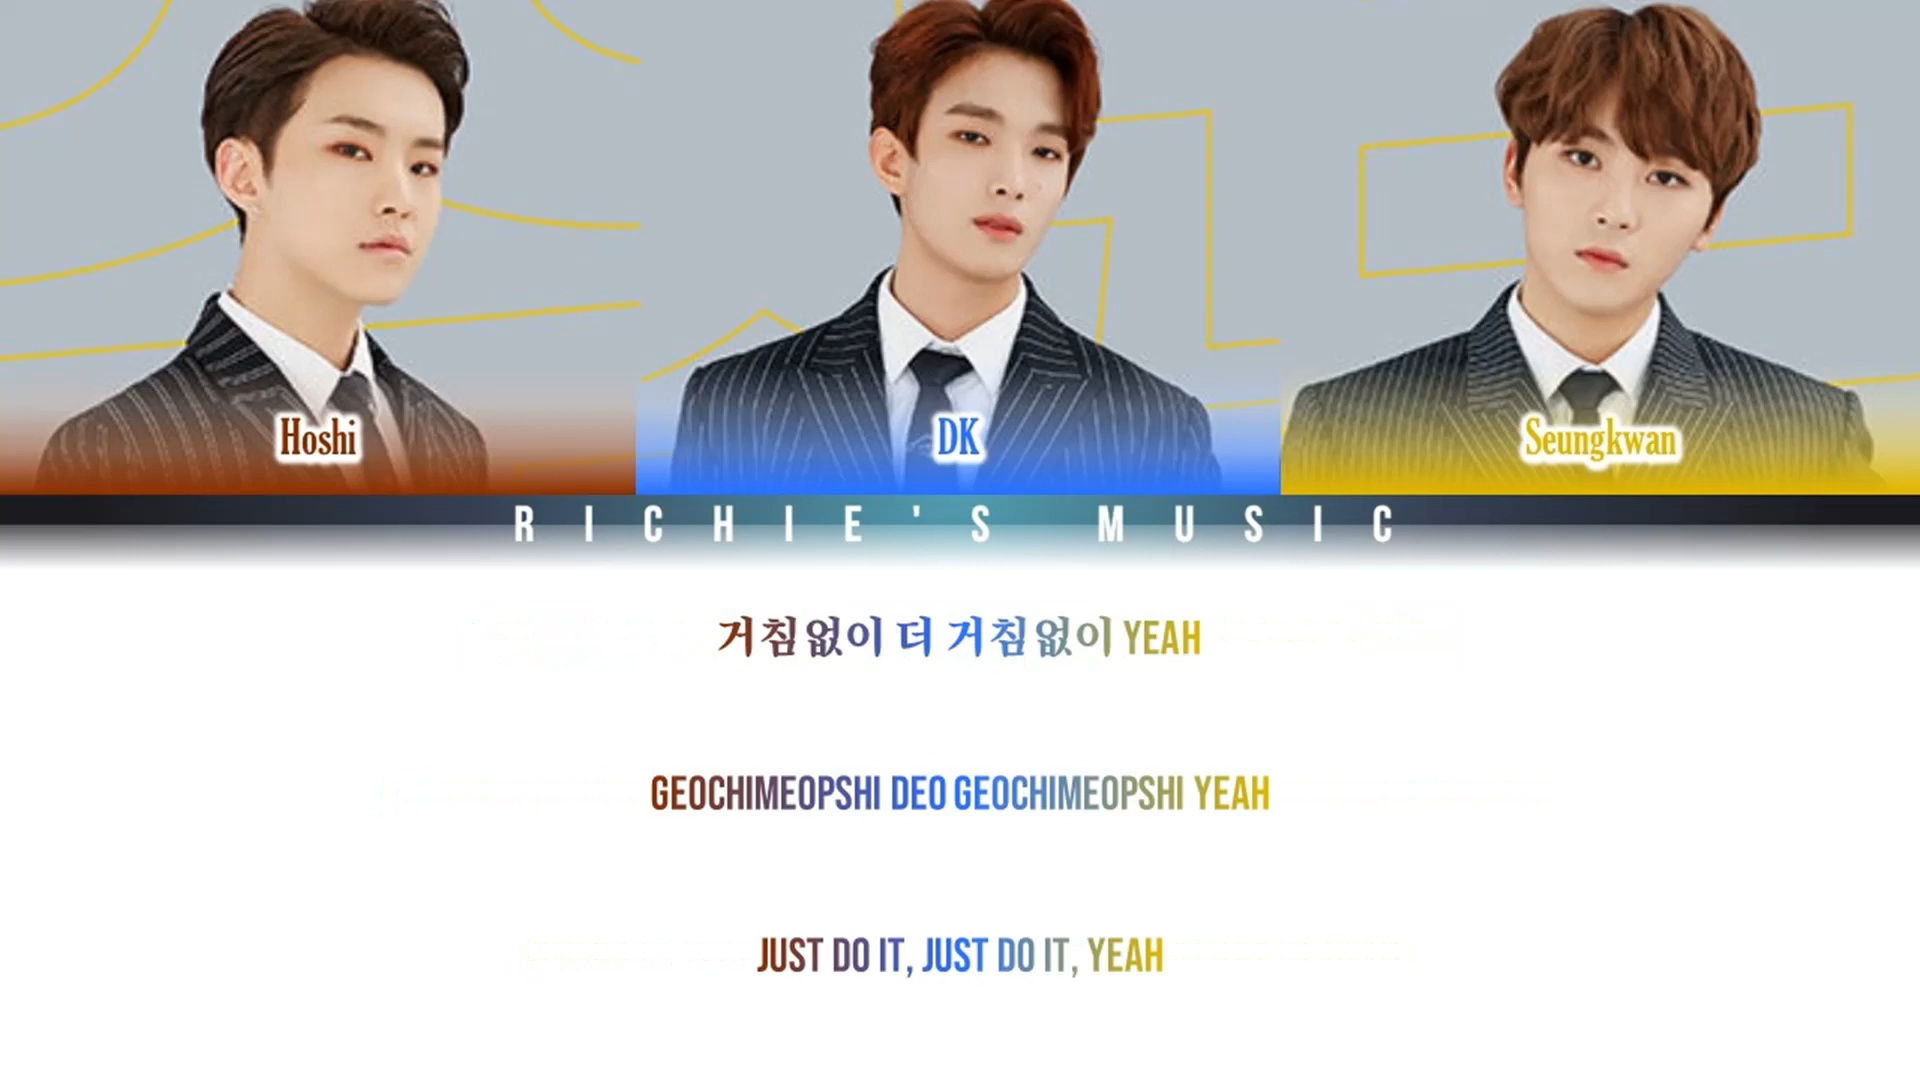 Hoshi
DK
Seungkwan
RICHIE'S MUSIC
거침없이 더 거침없이 YEAH
GEOCHIMEOPSHI DEO GEOCHIMEOPSHI YEAH
JUST DO IT, JUST DO IT, YEAH